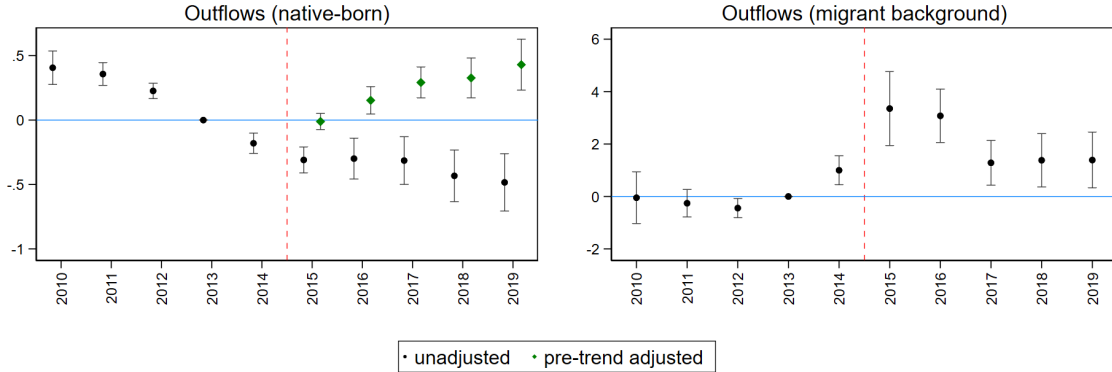 Outflows (native-born)
.5
0
-.5
-1
2010 2011 2012 2013 2014 2015 2016 2017 2018 2019
Outflows (migrant background)
6
4
2
0
-2
2010 2011 2012 2013 2014 2015 2016 2017 2018 2019
unadjusted pre-trend adjusted